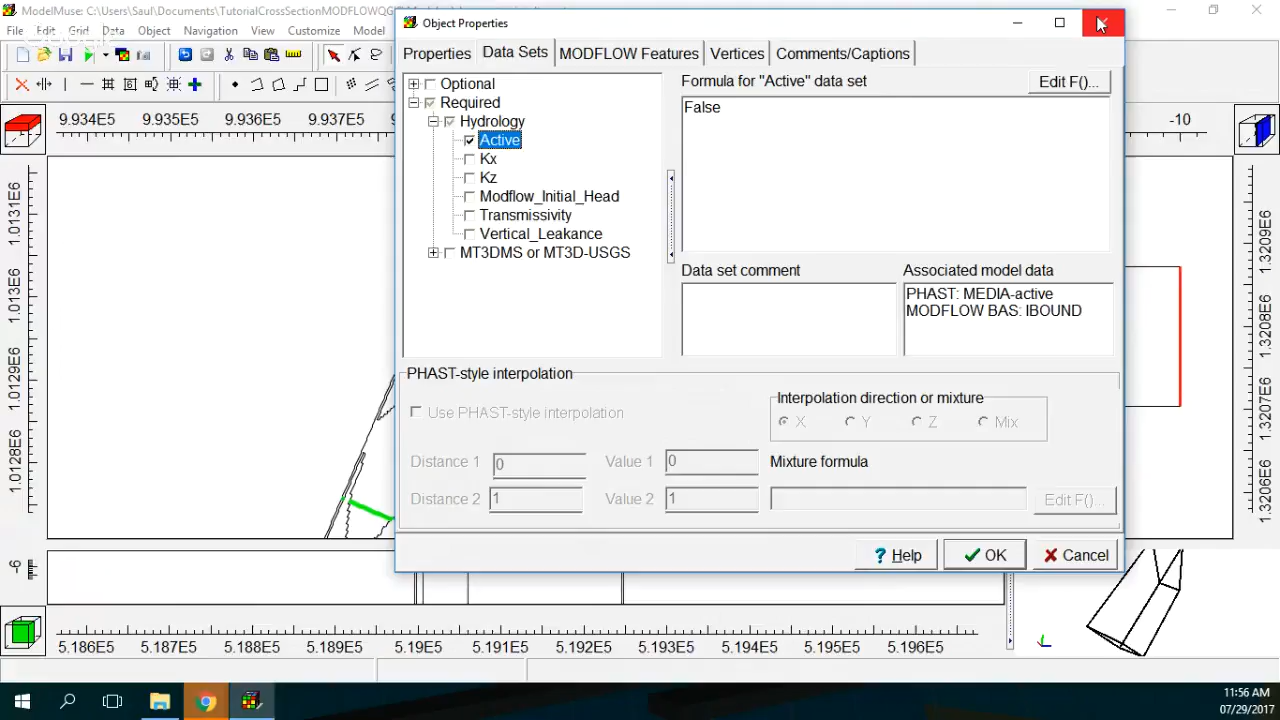 ModelMuse: C:\Users\Saul\Documents\TutorialCrossSectionMODFLOWQG
Object Properties
File Edit Grid Data Object Navigation View Customize Model
Properties Data Sets MODFLOW Features Vertices Comments/Captions
Optional
Required
Hydrology
Active
Kx
Kz
Modflow_Initial_Head
Transmissivity
Vertical_Leakance
MT3DMS or MT3D-USGS
Formula for "Active" data set
Edit F()...
False
Data set comment
Associated model data
PHAST: MEDIA-active
MODFLOW BAS: IBOUND
PHAST-style interpolation
Use PHAST-style interpolation
Interpolation direction or mixture
X Y Z Mix
Distance 1 0 Value 1 0 Mixture formula
Distance 2 1 Value 2 1 Edit F()...
Help OK Cancel
9.934E5 9.935E5 9.936E5 9.937E5
-10
1.0131E6
1.013E6
1.0129E6
1.0128E6
1.3209E6
1.3208E6
1.3207E6
1.3206E6
-6
5.186E5 5.187E5 5.188E5 5.189E5 5.19E5 5.191E5 5.192E5 5.193E5 5.194E5 5.195E5 5.196E5
11:56 AM
07/29/2017